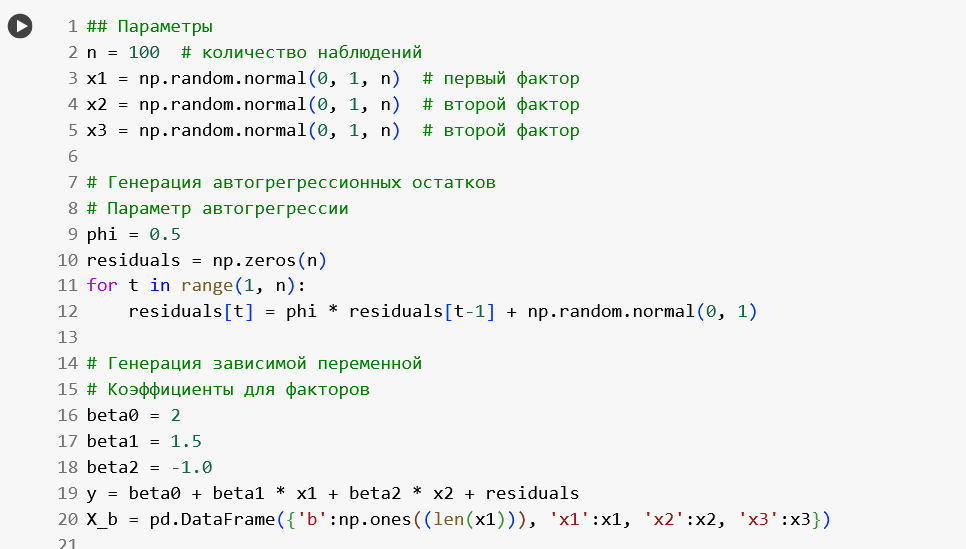 1 ## Параметры
2 n = 100  # количество наблюдений
3 x1 = np.random.normal(0, 1, n)  # первый фактор
4 x2 = np.random.normal(0, 1, n)  # второй фактор
5 x3 = np.random.normal(0, 1, n)  # второй фактор
6
7 # Генерация автогрегрессионных остатков
8 # Параметр автогрегрессии
9 phi = 0.5
10 residuals = np.zeros(n)
11 for t in range(1, n):
12     residuals[t] = phi * residuals[t-1] + np.random.normal(0, 1)
13
14 # Генерация зависимой переменной
15 # Коэффициенты для факторов
16 beta0 = 2
17 beta1 = 1.5
18 beta2 = -1.0
19 y = beta0 + beta1 * x1 + beta2 * x2 + residuals
20 X_b = pd.DataFrame({'b':np.ones((len(x1))), 'x1':x1, 'x2':x2, 'x3':x3})
21